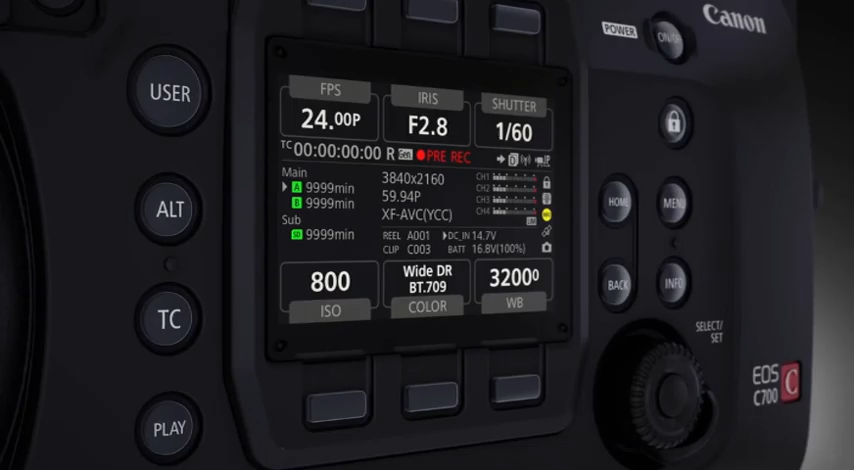 Canon
POWER
ON/OFF
USER
ALT
TC
PLAY
FPS
IRIS
SHUTTER
24.00P
F2.8
1/60
TC 00:00:00:00 R Gen PRE REC
Main
A 9999min
B 9999min
Sub
SD 9999min
3840x2160
59.94P
XF-AVC(YCC)
CH1
CH2
CH3
CH4
LIM
REEL A001 DC_IN 14.7V
CLIP C003 BATT 16.8V(100%)
800
Wide DR
BT.709
3200⁰
ISO
COLOR
WB
HOME
MENU
BACK
INFO
SELECT/
SET
EOS
C700
C